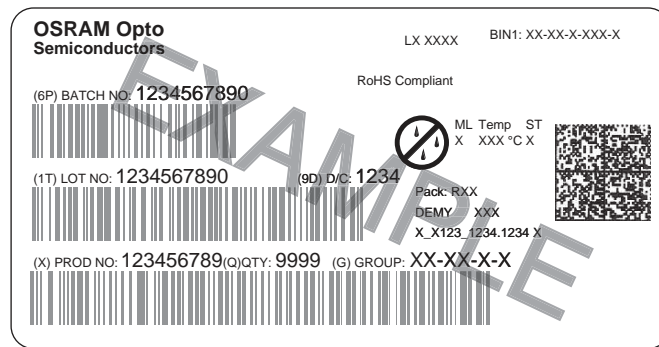 OSRAM Opto
Semiconductors
LX XXXX
BIN1: XX-XX-X-XXX-X
RoHS Compliant
(6P) BATCH NO: 1234567890
ML Temp ST
X XXX °C X
(1T) LOT NO: 1234567890 (9D) D/C: 1234
Pack: RXX
DEMY XXX
X_X123_1234.1234 X
(X) PROD NO: 123456789(Q)QTY: 9999 (G) GROUP: XX-XX-X-X
EXAMPLE